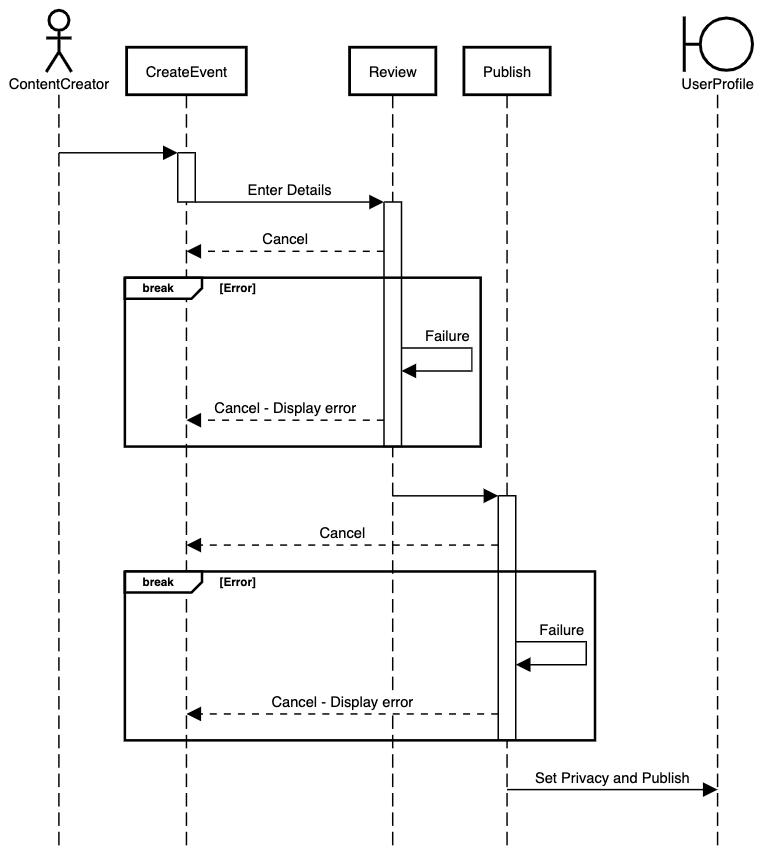 ContentCreator
CreateEvent
Review
Publish
UserProfile
Enter Details
Cancel
break
[Error]
Failure
Cancel - Display error
Cancel
break
[Error]
Failure
Cancel - Display error
Set Privacy and Publish